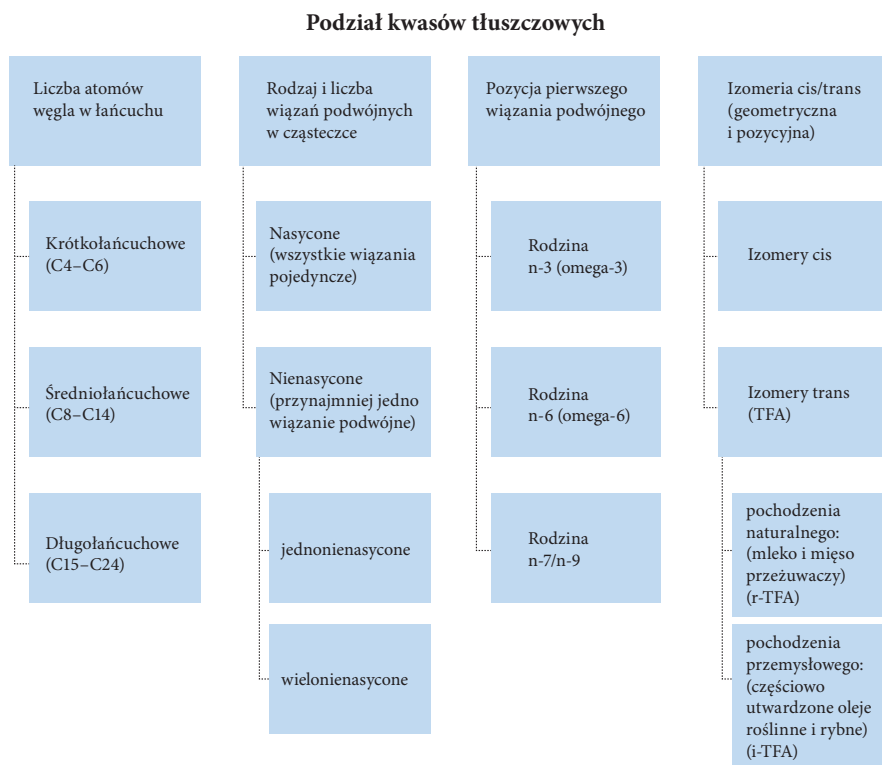 Podział kwasów tłuszczowych
Liczba atomów
węgla w łańcuchu
Krótkołańcuchowe
(C4–C6)
Średniołańcuchowe
(C8–C14)
Długołańcuchowe
(C15–C24)
Rodzaj i liczba
wiązań podwójnych
w cząsteczce
Nasycone
(wszystkie wiązania
pojedyncze)
Nienasycone
(przynajmniej jedno
wiązanie podwójne)
jednonienasycone
wielonienasycone
Pozycja pierwszego
wiązania podwójnego
Rodzina
n-3 (omega-3)
Rodzina
n-6 (omega-6)
Rodzina
n-7/n-9
Izomeria cis/trans
(geometryczna
i pozycyjna)
Izomery cis
Izomery trans
(TFA)
pochodzenia
naturalnego:
(mleko i mięso
przeżuwaczy)
(r-TFA)
pochodzenia
przemysłowego:
(częściowo
utwardzone oleje
roślinne i rybne)
(i-TFA)